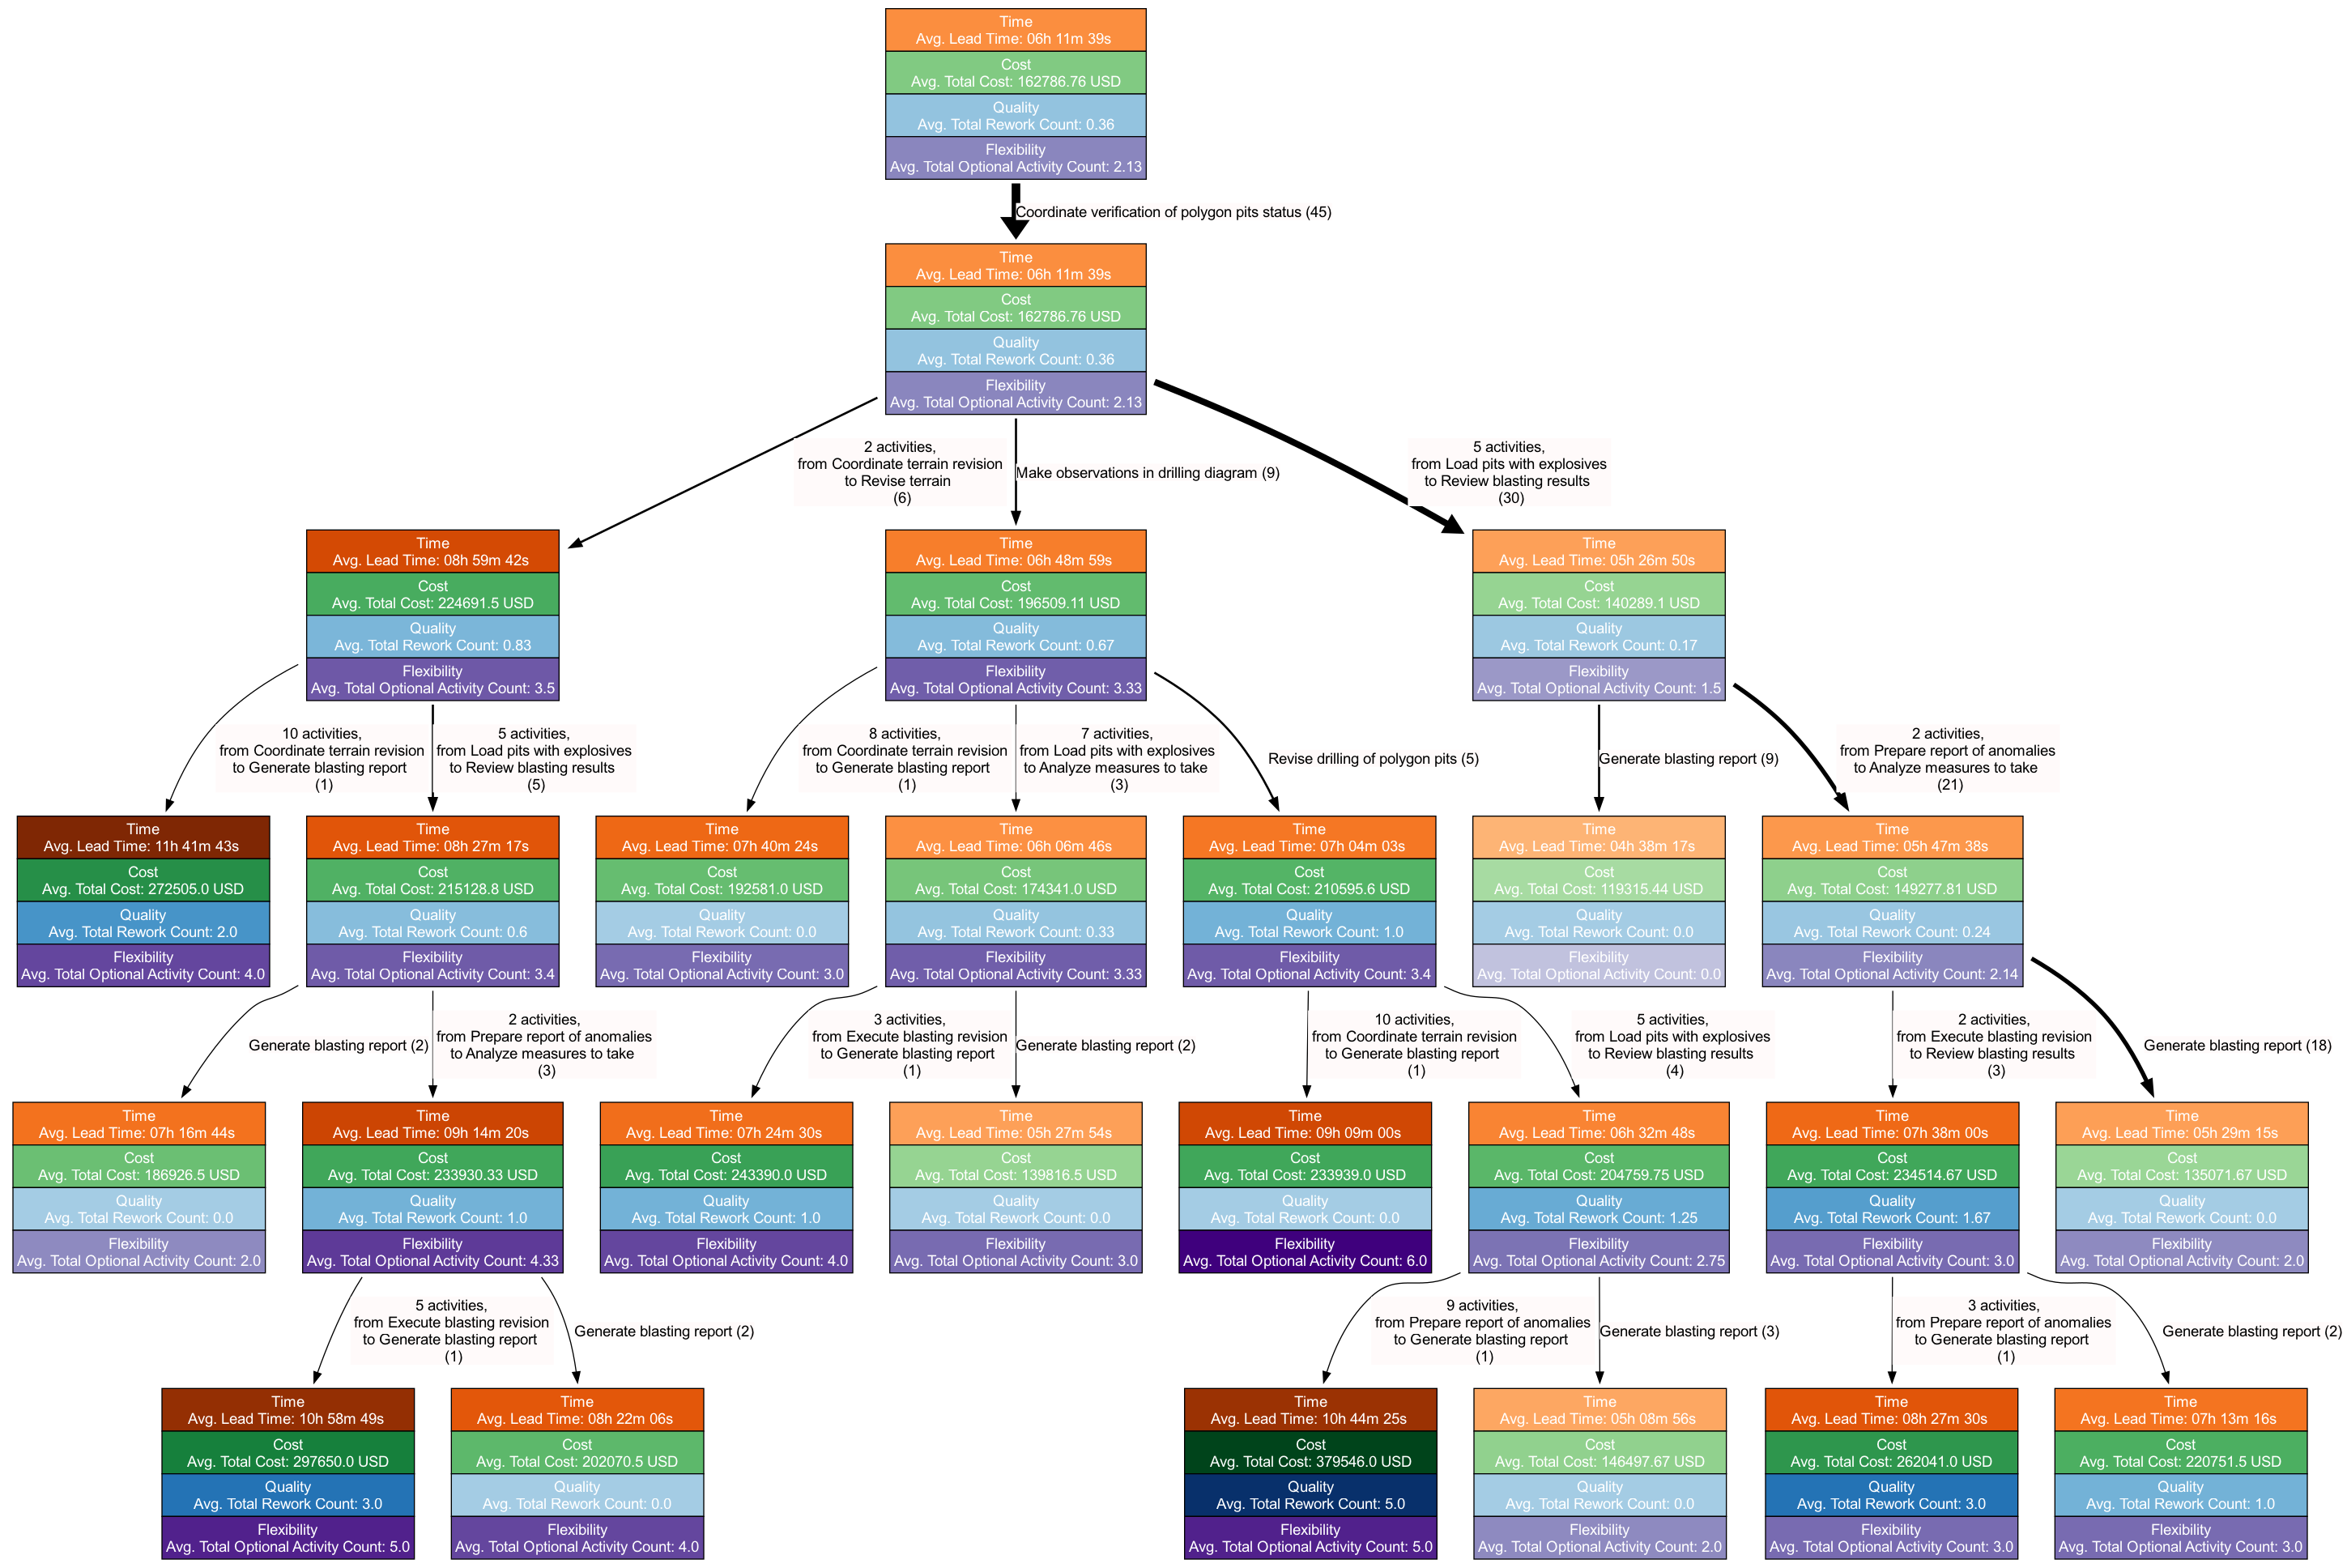 Time
Avg. Lead Time: 06h 11m 39s
Cost
Avg. Total Cost: 162786.76 USD
Quality
Avg. Total Rework Count: 0.36
Flexibility
Avg. Total Optional Activity Count: 2.13
Coordinate verification of polygon pits status (45)
Time
Avg. Lead Time: 06h 11m 39s
Cost
Avg. Total Cost: 162786.76 USD
Quality
Avg. Total Rework Count: 0.36
Flexibility
Avg. Total Optional Activity Count: 2.13
2 activities,
from Coordinate terrain revision
to Revise terrain
(6)
Make observations in drilling diagram (9)
5 activities,
from Load pits with explosives
to Review blasting results
(30)
Time
Avg. Lead Time: 08h 59m 42s
Cost
Avg. Total Cost: 224691.5 USD
Quality
Avg. Total Rework Count: 0.83
Flexibility
Avg. Total Optional Activity Count: 3.5
Time
Avg. Lead Time: 06h 48m 59s
Cost
Avg. Total Cost: 196509.11 USD
Quality
Avg. Total Rework Count: 0.67
Flexibility
Avg. Total Optional Activity Count: 3.33
Time
Avg. Lead Time: 05h 26m 50s
Cost
Avg. Total Cost: 140289.1 USD
Quality
Avg. Total Rework Count: 0.17
Flexibility
Avg. Total Optional Activity Count: 1.5
10 activities,
from Coordinate terrain revision
to Generate blasting report
(1)
5 activities,
from Load pits with explosives
to Review blasting results
(5)
8 activities,
from Coordinate terrain revision
to Generate blasting report
(1)
7 activities,
from Load pits with explosives
to Analyze measures to take
(3)
Revise drilling of polygon pits (5)
Generate blasting report (9)
2 activities,
from Prepare report of anomalies
to Analyze measures to take
(21)
Time
Avg. Lead Time: 11h 41m 43s
Cost
Avg. Total Cost: 272505.0 USD
Quality
Avg. Total Rework Count: 2.0
Flexibility
Avg. Total Optional Activity Count: 4.0
Time
Avg. Lead Time: 08h 27m 17s
Cost
Avg. Total Cost: 215128.8 USD
Quality
Avg. Total Rework Count: 0.6
Flexibility
Avg. Total Optional Activity Count: 3.4
Time
Avg. Lead Time: 07h 40m 24s
Cost
Avg. Total Cost: 192581.0 USD
Quality
Avg. Total Rework Count: 0.0
Flexibility
Avg. Total Optional Activity Count: 3.0
Time
Avg. Lead Time: 06h 06m 46s
Cost
Avg. Total Cost: 174341.0 USD
Quality
Avg. Total Rework Count: 0.33
Flexibility
Avg. Total Optional Activity Count: 3.33
Time
Avg. Lead Time: 07h 04m 03s
Cost
Avg. Total Cost: 210595.6 USD
Quality
Avg. Total Rework Count: 1.0
Flexibility
Avg. Total Optional Activity Count: 3.4
Time
Avg. Lead Time: 04h 38m 17s
Cost
Avg. Total Cost: 119315.44 USD
Quality
Avg. Total Rework Count: 0.0
Flexibility
Avg. Total Optional Activity Count: 0.0
Time
Avg. Lead Time: 05h 47m 38s
Cost
Avg. Total Cost: 149277.81 USD
Quality
Avg. Total Rework Count: 0.24
Flexibility
Avg. Total Optional Activity Count: 2.14
Generate blasting report (2)
2 activities,
from Prepare report of anomalies
to Analyze measures to take
(3)
3 activities,
from Execute blasting revision
to Generate blasting report
(1)
Generate blasting report (2)
10 activities,
from Coordinate terrain revision
to Generate blasting report
(1)
5 activities,
from Load pits with explosives
to Review blasting results
(4)
2 activities,
from Execute blasting revision
to Review blasting results
(3)
Generate blasting report (18)
Time
Avg. Lead Time: 07h 16m 44s
Cost
Avg. Total Cost: 186926.5 USD
Quality
Avg. Total Rework Count: 0.0
Flexibility
Avg. Total Optional Activity Count: 2.0
Time
Avg. Lead Time: 09h 14m 20s
Cost
Avg. Total Cost: 233930.33 USD
Quality
Avg. Total Rework Count: 1.0
Flexibility
Avg. Total Optional Activity Count: 4.33
Time
Avg. Lead Time: 07h 24m 30s
Cost
Avg. Total Cost: 243390.0 USD
Quality
Avg. Total Rework Count: 1.0
Flexibility
Avg. Total Optional Activity Count: 4.0
Time
Avg. Lead Time: 05h 27m 54s
Cost
Avg. Total Cost: 139816.5 USD
Quality
Avg. Total Rework Count: 0.0
Flexibility
Avg. Total Optional Activity Count: 3.0
Time
Avg. Lead Time: 09h 09m 00s
Cost
Avg. Total Cost: 233939.0 USD
Quality
Avg. Total Rework Count: 0.0
Flexibility
Avg. Total Optional Activity Count: 6.0
Time
Avg. Lead Time: 06h 32m 48s
Cost
Avg. Total Cost: 204759.75 USD
Quality
Avg. Total Rework Count: 1.25
Flexibility
Avg. Total Optional Activity Count: 2.75
Time
Avg. Lead Time: 07h 38m 00s
Cost
Avg. Total Cost: 234514.67 USD
Quality
Avg. Total Rework Count: 1.67
Flexibility
Avg. Total Optional Activity Count: 3.0
Time
Avg. Lead Time: 05h 29m 15s
Cost
Avg. Total Cost: 135071.67 USD
Quality
Avg. Total Rework Count: 0.0
Flexibility
Avg. Total Optional Activity Count: 2.0
5 activities,
from Execute blasting revision
to Generate blasting report
(1)
Generate blasting report (2)
9 activities,
from Prepare report of anomalies
to Generate blasting report
(1)
Generate blasting report (3)
3 activities,
from Prepare report of anomalies
to Generate blasting report
(1)
Generate blasting report (2)
Time
Avg. Lead Time: 10h 58m 49s
Cost
Avg. Total Cost: 297650.0 USD
Quality
Avg. Total Rework Count: 3.0
Flexibility
Avg. Total Optional Activity Count: 5.0
Time
Avg. Lead Time: 08h 22m 06s
Cost
Avg. Total Cost: 202070.5 USD
Quality
Avg. Total Rework Count: 0.0
Flexibility
Avg. Total Optional Activity Count: 4.0
Time
Avg. Lead Time: 10h 44m 25s
Cost
Avg. Total Cost: 379546.0 USD
Quality
Avg. Total Rework Count: 5.0
Flexibility
Avg. Total Optional Activity Count: 5.0
Time
Avg. Lead Time: 05h 08m 56s
Cost
Avg. Total Cost: 146497.67 USD
Quality
Avg. Total Rework Count: 0.0
Flexibility
Avg. Total Optional Activity Count: 2.0
Time
Avg. Lead Time: 08h 27m 30s
Cost
Avg. Total Cost: 262041.0 USD
Quality
Avg. Total Rework Count: 3.0
Flexibility
Avg. Total Optional Activity Count: 3.0
Time
Avg. Lead Time: 07h 13m 16s
Cost
Avg. Total Cost: 220751.5 USD
Quality
Avg. Total Rework Count: 1.0
Flexibility
Avg. Total Optional Activity Count: 3.0